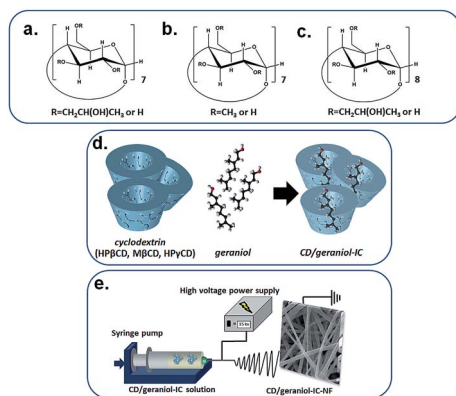 a. b. c.
OR OR OR
H H H
O O O
RO RO RO
OR OR OR
7 7 8
R=CH₂CH(OH)CH₃ or H R=CH₃ or H R=CH₂CH(OH)CH₃ or H
d.
cyclodextrin geraniol CD/geraniol-IC
(HPβCD, MβCD, HPγCD)
e.
High voltage power supply
Syringe pump
CD/geraniol-IC solution CD/geraniol-IC-NF